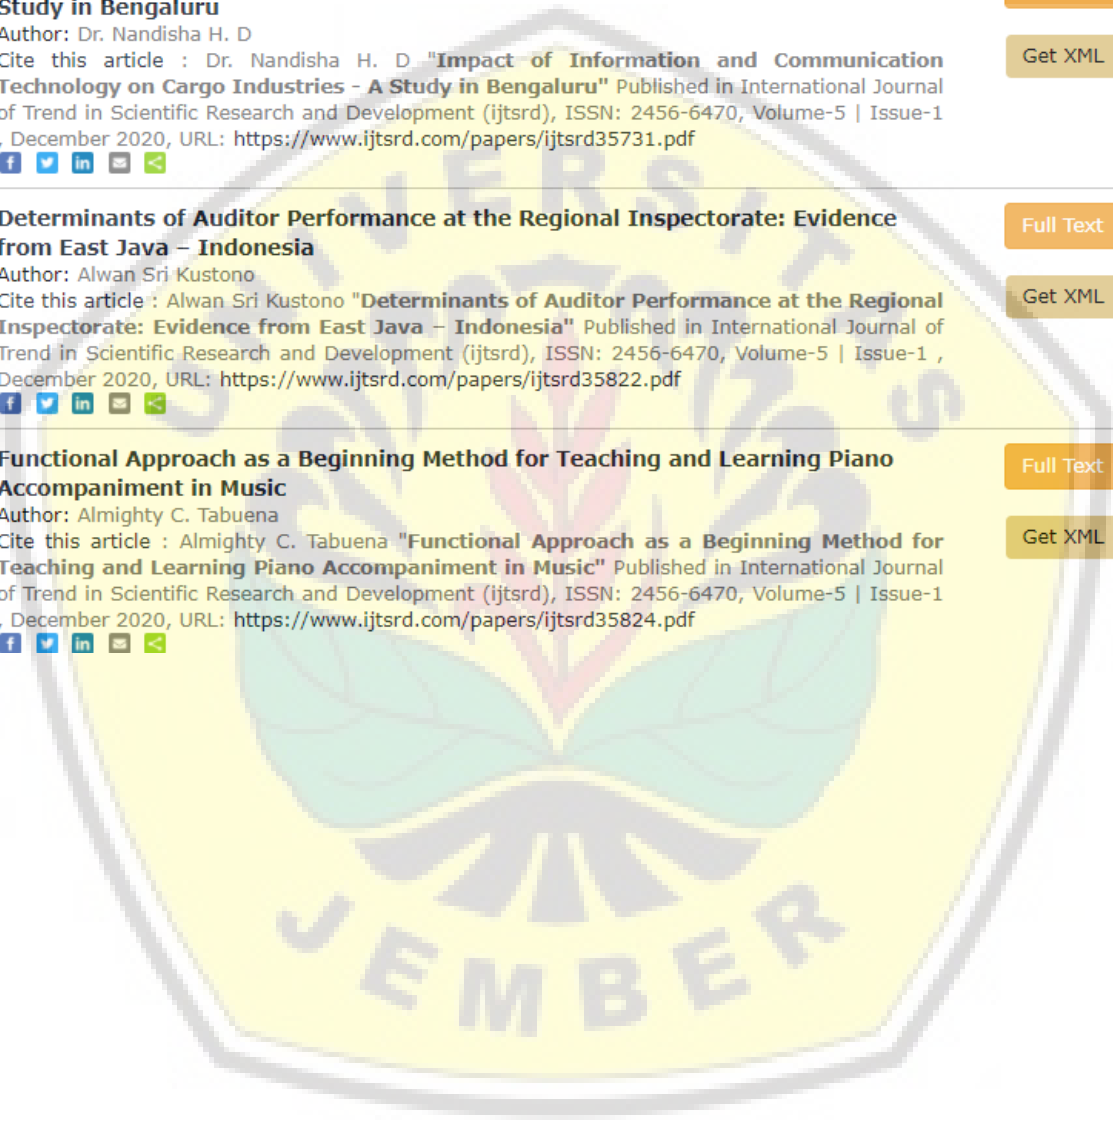 Study in Bengaluru
Author: Dr. Nandisha H. D
Cite this article : Dr. Nandisha H. D "Impact of Information and Communication
Technology on Cargo Industries - A Study in Bengaluru" Published in International Journal
of Trend in Scientific Research and Development (ijtsrd), ISSN: 2456-6470, Volume-5 | Issue-1
, December 2020, URL: https://www.ijtsrd.com/papers/ijtsrd35731.pdf
Get XML
Determinants of Auditor Performance at the Regional Inspectorate: Evidence
from East Java – Indonesia
Author: Alwan Sri Kustono
Cite this article : Alwan Sri Kustono "Determinants of Auditor Performance at the Regional
Inspectorate: Evidence from East Java – Indonesia" Published in International Journal of
Trend in Scientific Research and Development (ijtsrd), ISSN: 2456-6470, Volume-5 | Issue-1 ,
December 2020, URL: https://www.ijtsrd.com/papers/ijtsrd35822.pdf
Full Text
Get XML
Functional Approach as a Beginning Method for Teaching and Learning Piano
Accompaniment in Music
Author: Almighty C. Tabuena
Cite this article : Almighty C. Tabuena "Functional Approach as a Beginning Method for
Teaching and Learning Piano Accompaniment in Music" Published in International Journal
of Trend in Scientific Research and Development (ijtsrd), ISSN: 2456-6470, Volume-5 | Issue-1
, December 2020, URL: https://www.ijtsrd.com/papers/ijtsrd35824.pdf
Full Text
Get XML
UNIVERSITAS
JEMBER